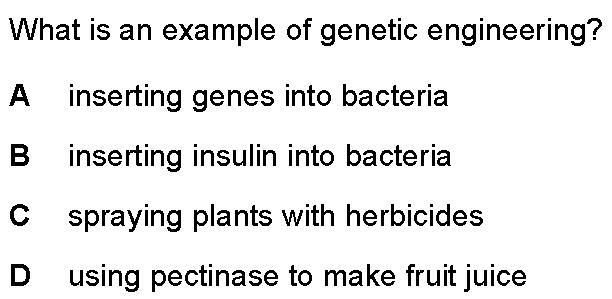 What is an example of genetic engineering?
A inserting genes into bacteria
B inserting insulin into bacteria
C spraying plants with herbicides
D using pectinase to make fruit juice